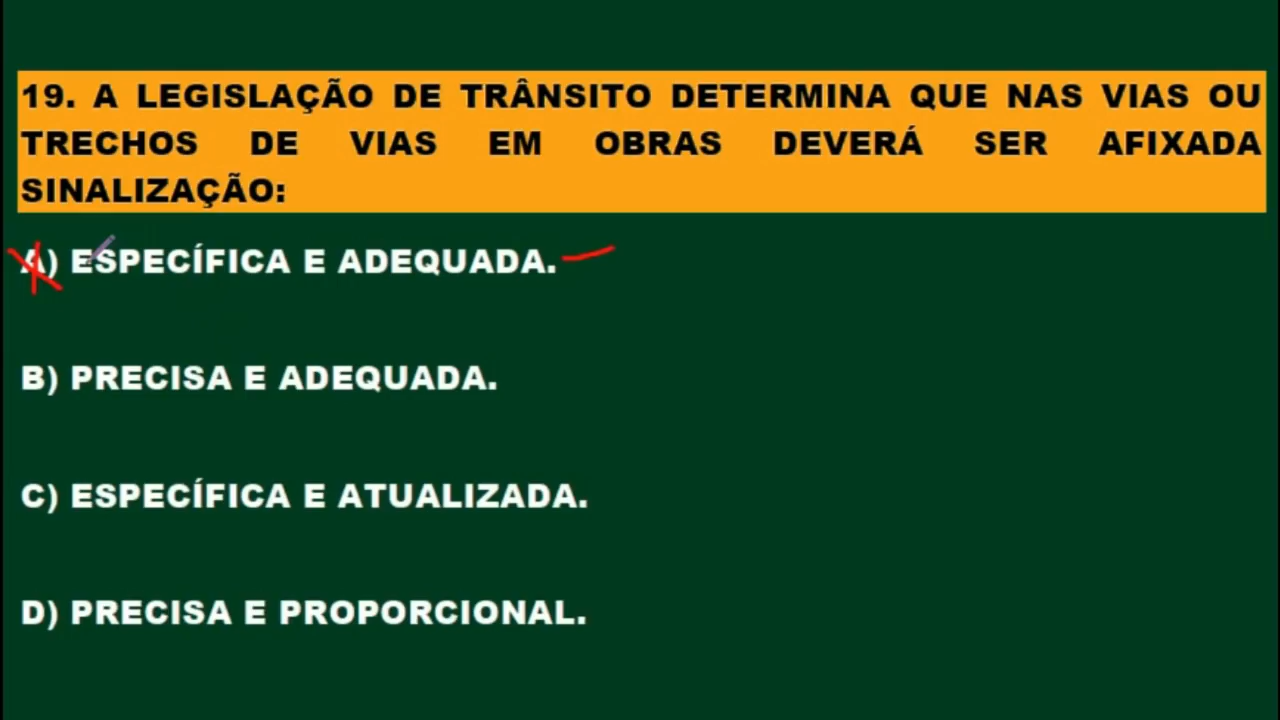 19. A LEGISLAÇÃO DE TRÂNSITO DETERMINA QUE NAS VIAS OU
TRECHOS DE VIAS EM OBRAS DEVERÁ SER AFIXADA
SINALIZAÇÃO:
A) ESPECÍFICA E ADEQUADA.
B) PRECISA E ADEQUADA.
C) ESPECÍFICA E ATUALIZADA.
D) PRECISA E PROPORCIONAL.